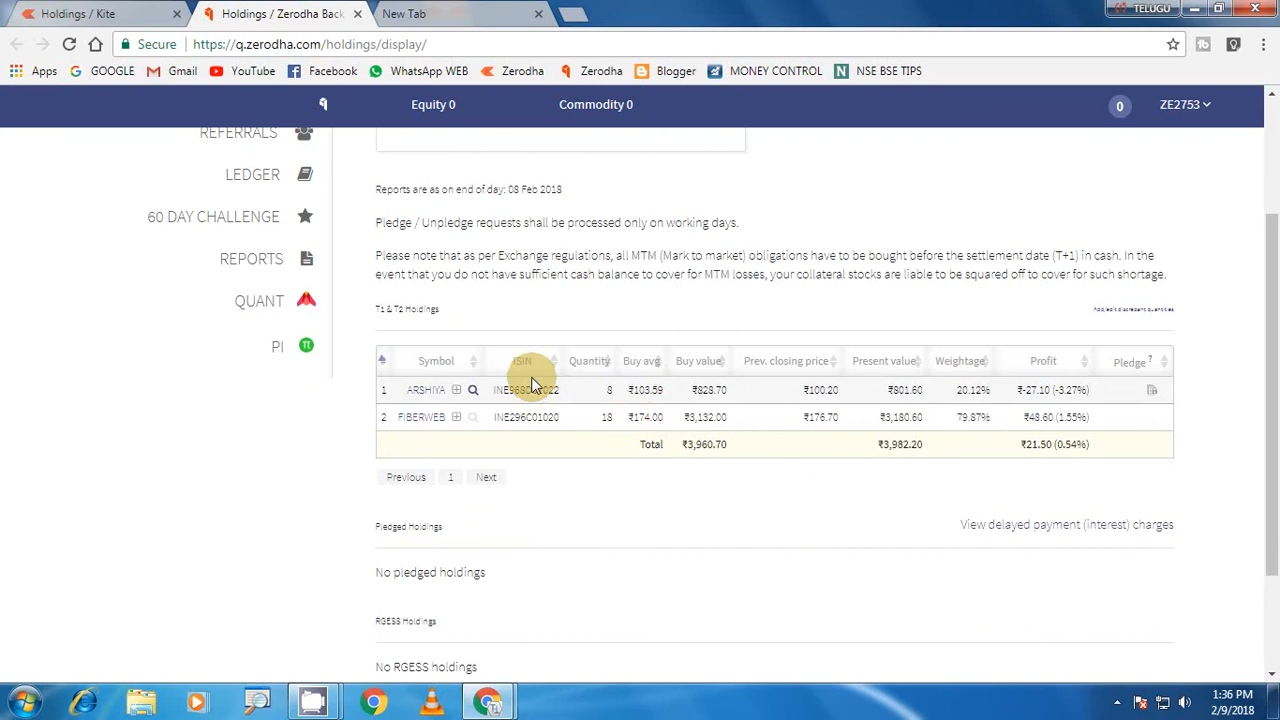 Holdings / Kite
Holdings / Zerodha Back
New Tab
TELUGU
Secure
https://q.zerodha.com/holdings/display/
Apps
GOOGLE
Gmail
YouTube
Facebook
WhatsApp WEB
Zerodha
Zerodha
Blogger
MONEY CONTROL
NSE BSE TIPS
Equity 0
Commodity 0
0
ZE2753
REFERRALS
LEDGER
60 DAY CHALLENGE
REPORTS
QUANT
PI
Reports are as on end of day: 08 Feb 2018
Pledge / Unpledge requests shall be processed only on working days.
Please note that as per Exchange regulations, all MTM (Mark to market) obligations have to be bought before the settlement date (T+1) in cash. In the
event that you do not have sufficient cash balance to cover for MTM losses, your collateral stocks are liable to be squared off to cover for such shortage.
T1 & T2 Holdings
Add/edit discrepant quantities
Symbol ISIN Quantity Buy avg Buy value Prev. closing price Present value Weightage Profit Pledge ?
1 ARSHIYA 8 ₹103.59 ₹828.70 ₹100.20 ₹801.60 20.12% ₹-27.10 (-3.27%)
2 FIBERWEB INE296C01020 18 ₹174.00 ₹3,132.00 ₹176.70 ₹3,180.60 79.87% ₹48.60 (1.55%)
Total ₹3,960.70 ₹3,982.20 ₹21.50 (0.54%)
Previous 1 Next
Pledged Holdings
View delayed payment (interest) charges
No pledged holdings
RGESS Holdings
No RGESS holdings
1:36 PM
2/9/2018